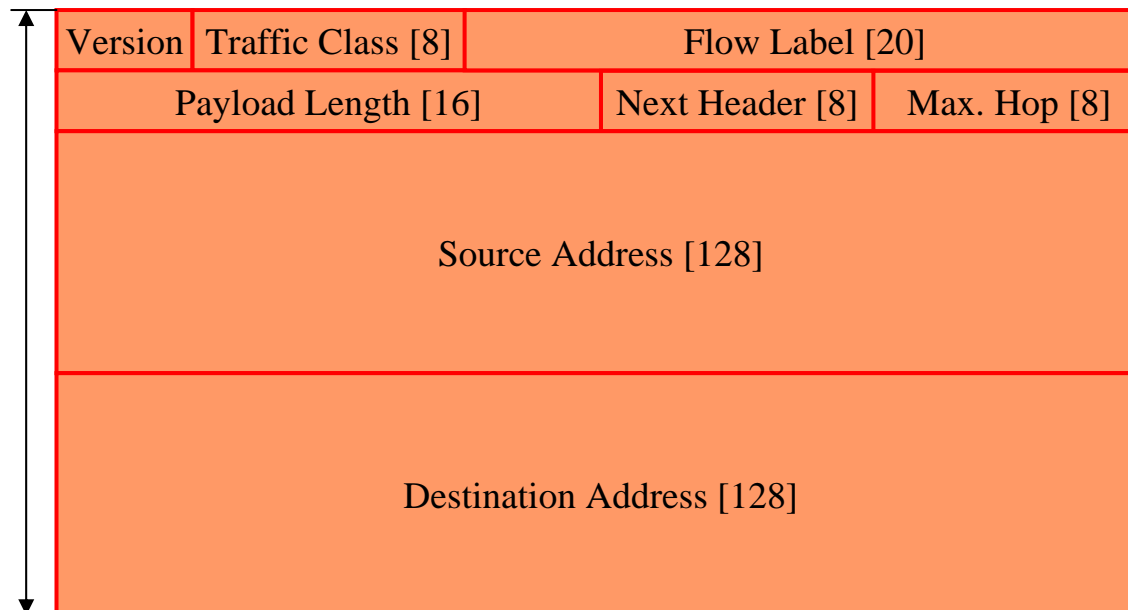 Version Traffic Class [8] Flow Label [20]
Payload Length [16] Next Header [8] Max. Hop [8]
Source Address [128]
Destination Address [128]